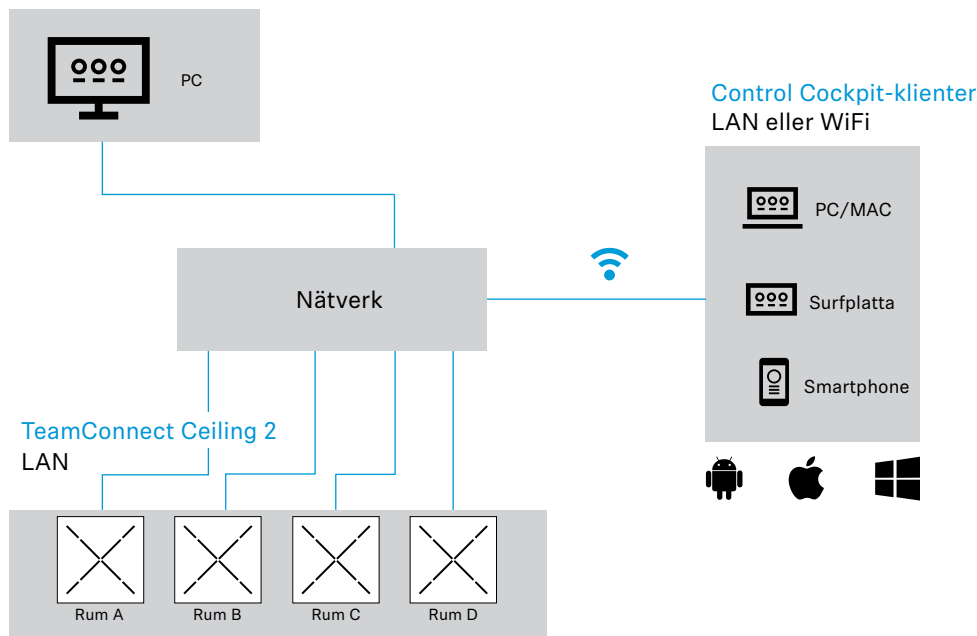 PC
Control Cockpit-klienter
LAN eller WiFi
PC/MAC
Surfplatta
Smartphone
Nätverk
TeamConnect Ceiling 2
LAN
Rum A
Rum B
Rum C
Rum D